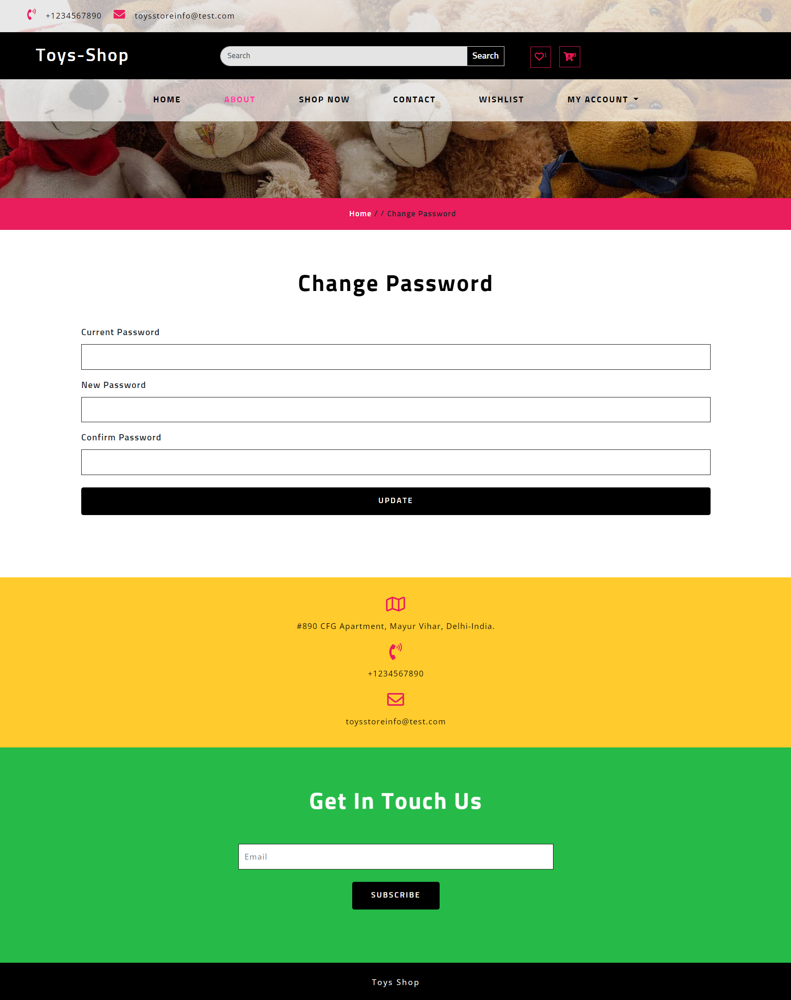 +1234567890 toysstoreinfo@test.com
Toys-Shop Search Search 1 0
HOME ABOUT SHOP NOW CONTACT WISHLIST MY ACCOUNT
Home / / Change Password
Change Password
Current Password
New Password
Confirm Password
UPDATE
#890 CFG Apartment, Mayur Vihar, Delhi-India.
+1234567890
toysstoreinfo@test.com
Get In Touch Us
Email
SUBSCRIBE
Toys Shop